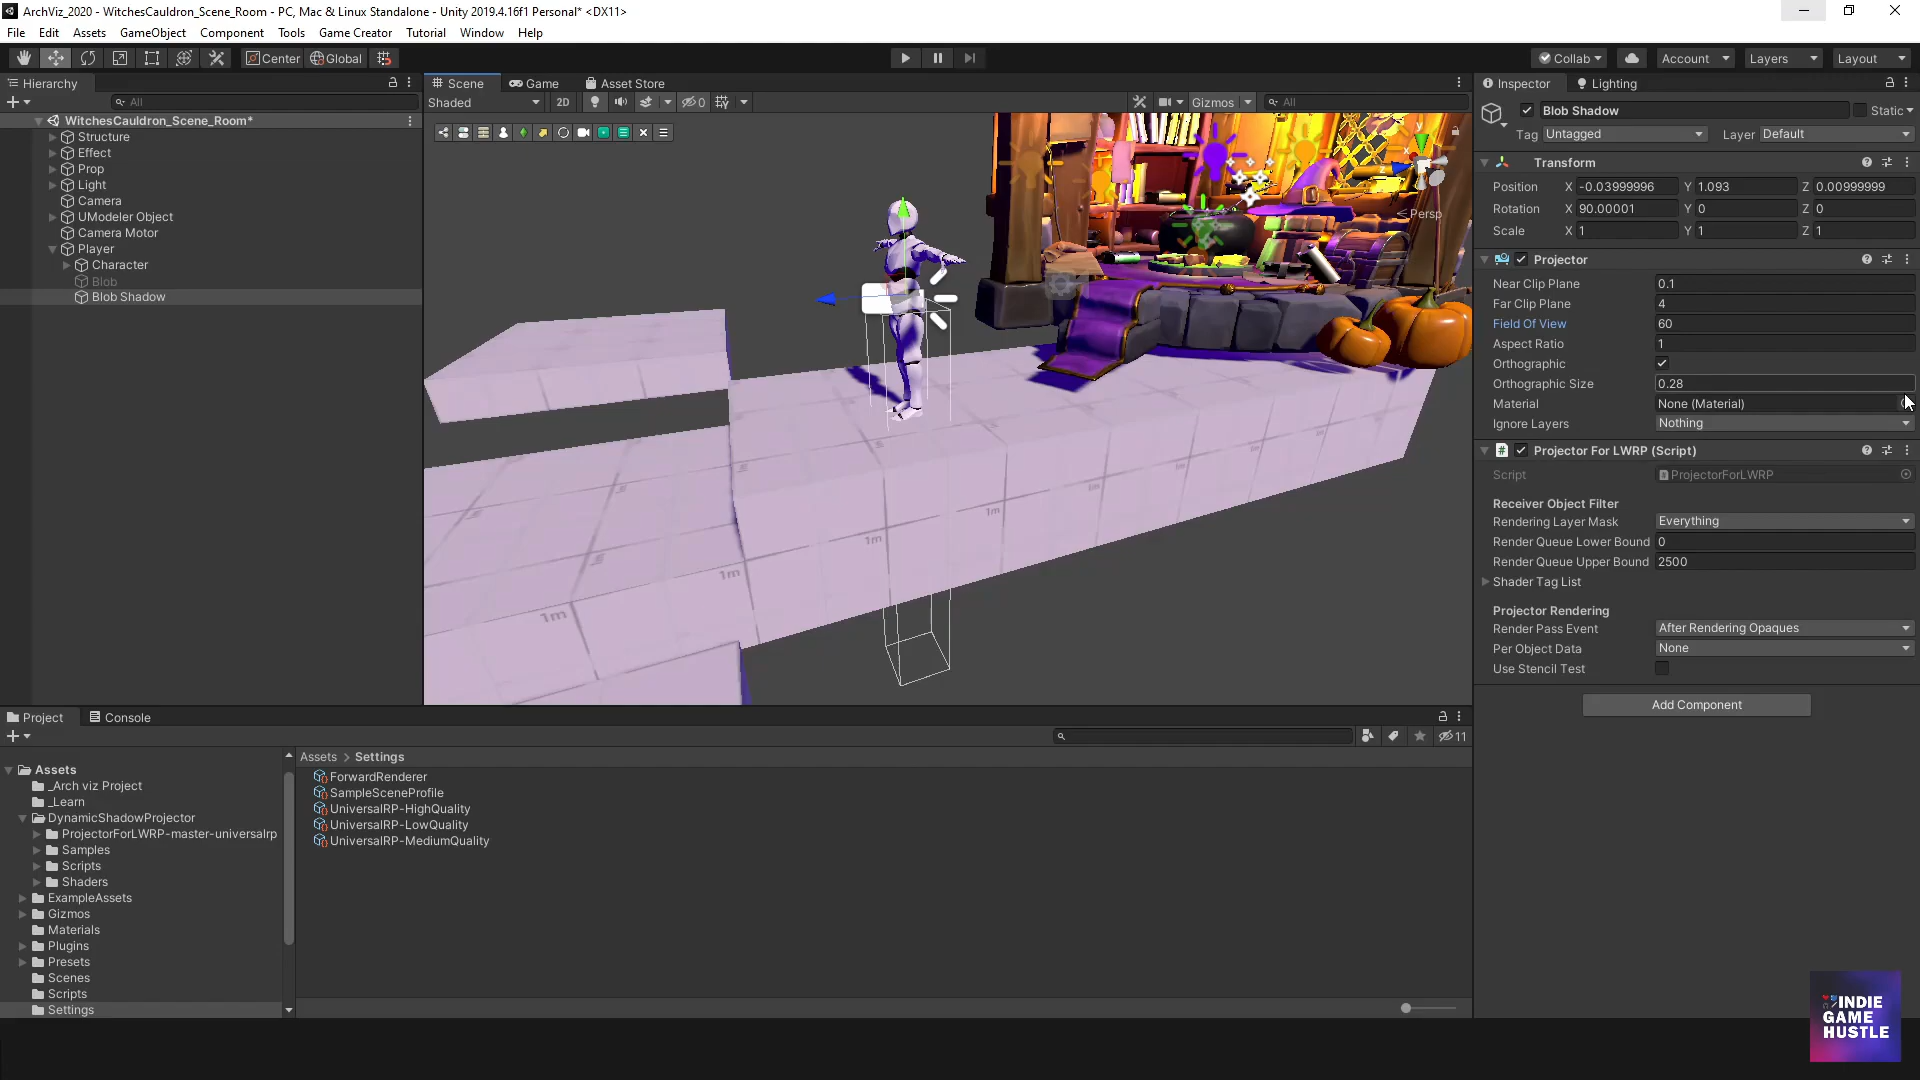 ArchViz_2020 - WitchesCauldron_Scene_Room - PC, Mac & Linux Standalone - Unity 2019.4.16f1 Personal* <DX11>
File Edit Assets GameObject Component Tools Game Creator Tutorial Window Help
Center Global Collab Account Layers Layout
Hierarchy
All
WitchesCauldron_Scene_Room*
Structure
Effect
Prop
Light
Camera
UModeler Object
Camera Motor
Player
Character
Blob
Blob Shadow
Scene Game Asset Store
Shaded 2D 0 Gizmos All
y
x
z
Persp
1m
1m
1m
1m
Inspector Lighting
Blob Shadow Static
Tag Untagged Layer Default
Transform
Position X -0.03999996 Y 1.093 Z 0.00999999
Rotation X 90.00001 Y 0 Z 0
Scale X 1 Y 1 Z 1
Projector
Near Clip Plane 0.1
Far Clip Plane 4
Field Of View 60
Aspect Ratio 1
Orthographic
Orthographic Size 0.28
Material None (Material)
Ignore Layers Nothing
Projector For LWRP (Script)
Script ProjectorForLWRP
Receiver Object Filter
Rendering Layer Mask Everything
Render Queue Lower Bound 0
Render Queue Upper Bound 2500
Shader Tag List
Projector Rendering
Render Pass Event After Rendering Opaques
Per Object Data None
Use Stencil Test
Add Component
Project Console
11
Assets
_Arch viz Project
_Learn
DynamicShadowProjector
ProjectorForLWRP-master-universalrp
Samples
Scripts
Shaders
ExampleAssets
Gizmos
Materials
Plugins
Presets
Scenes
Scripts
Settings
Assets > Settings
ForwardRenderer
SampleSceneProfile
UniversalRP-HighQuality
UniversalRP-LowQuality
UniversalRP-MediumQuality
INDIE
GAME
HUSTLE